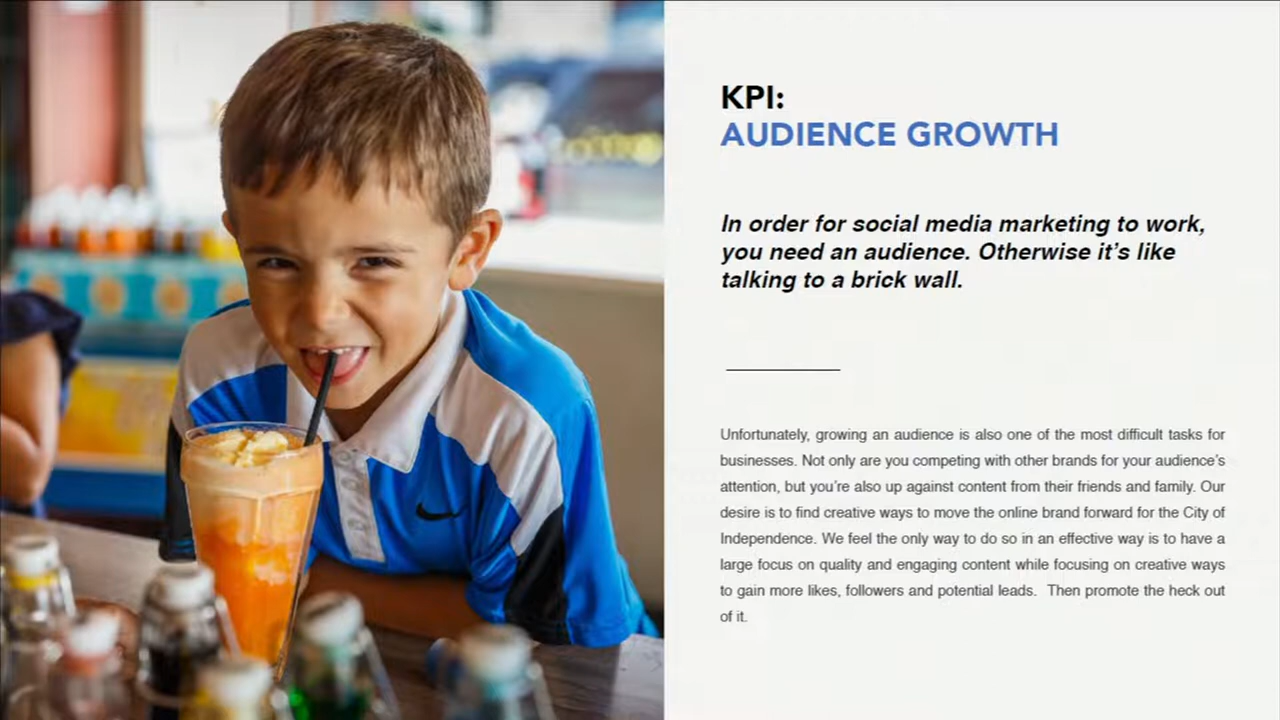 KPI:
AUDIENCE GROWTH
In order for social media marketing to work,
you need an audience. Otherwise it’s like
talking to a brick wall.
Unfortunately, growing an audience is also one of the most difficult tasks for
businesses. Not only are you competing with other brands for your audience’s
attention, but you’re also up against content from their friends and family. Our
desire is to find creative ways to move the online brand forward for the City of
Independence. We feel the only way to do so in an effective way is to have a
large focus on quality and engaging content while focusing on creative ways
to gain more likes, followers and potential leads.  Then promote the heck out
of it.